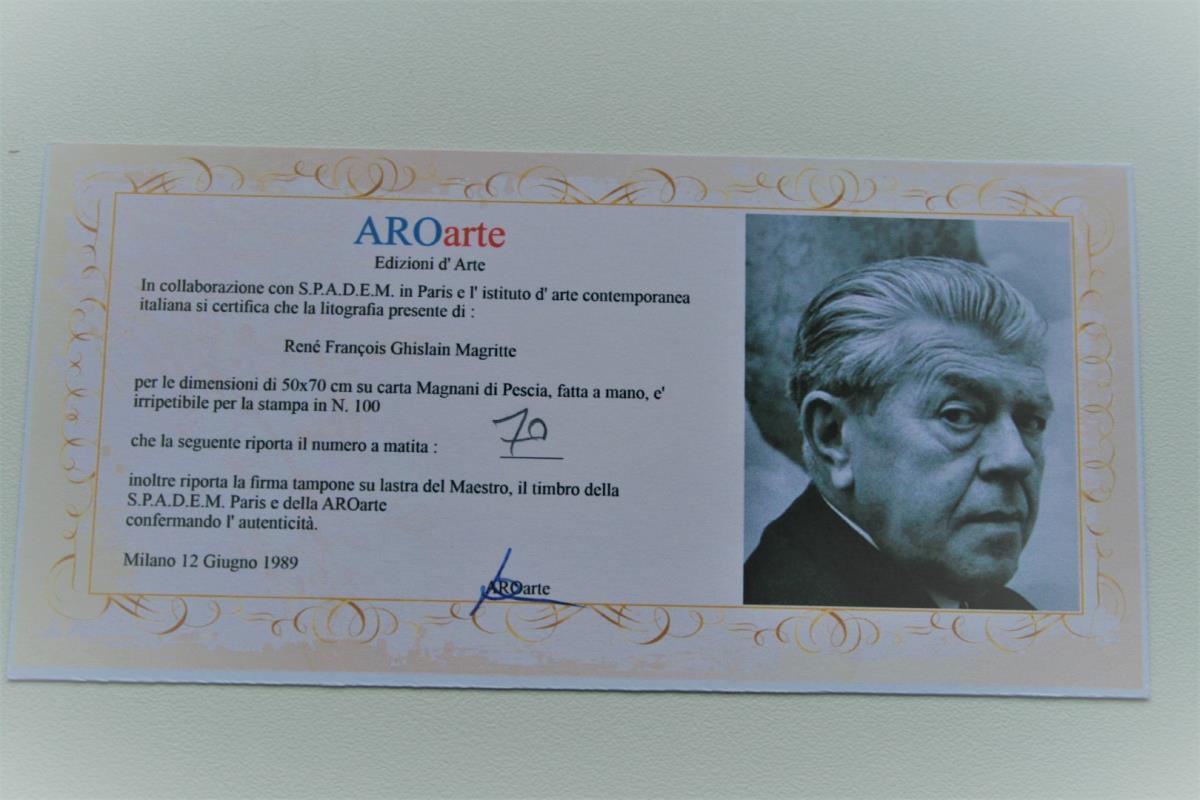 AROarte
Edizioni d' Arte
In collaborazione con S.P.A.D.E.M. in Paris e l' istituto d' arte contemporanea
italiana si certifica che la litografia presente di :
René François Ghislain Magritte
per le dimensioni di 50x70 cm su carta Magnani di Pescia, fatta a mano, e'
irripetibile per la stampa in N. 100
che la seguente riporta il numero a matita : 70
inoltre riporta la firma tampone su lastra del Maestro, il timbro della
S.P.A.D.E.M. Paris e della AROarte
confermando l' autenticità.
Milano 12 Giugno 1989
AROarte